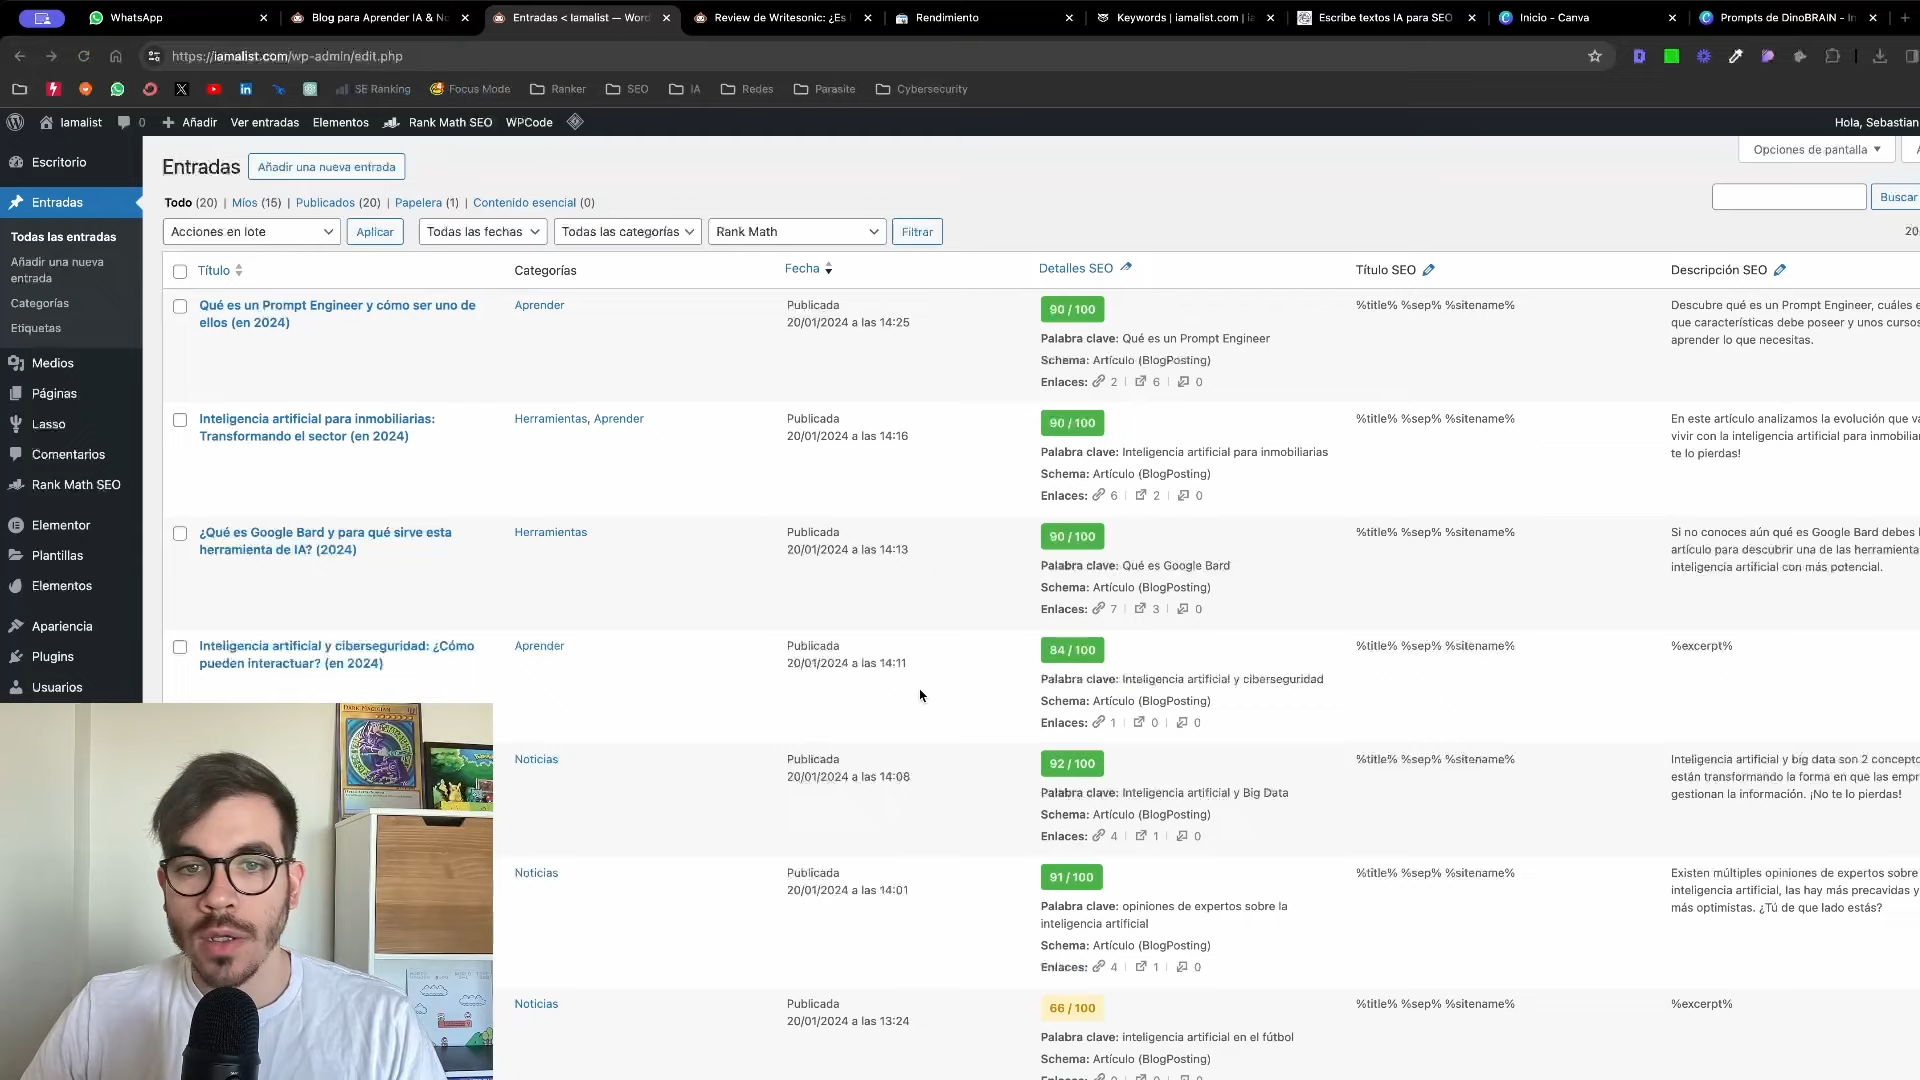 WhatsApp
Blog para Aprender IA & N
Entradas < Iamalist — Word
Review de Writesonic: ¿Es
Rendimiento
Keywords | iamalist.com | ia
Escribe textos IA para SEO
Inicio - Canva
Prompts de DinoBRAIN - In
https://iamalist.com/wp-admin/edit.php
SE Ranking
Focus Mode
Ranker
SEO
IA
Redes
Parasite
Cybersecurity
Iamalist
0
Añadir
Ver entradas
Elementos
Rank Math SEO
WPCode
Hola, Sebastian
Escritorio
Entradas
Todas las entradas
Añadir una nueva
entrada
Categorías
Etiquetas
Medios
Páginas
Lasso
Comentarios
Rank Math SEO
Elementor
Plantillas
Elementos
Apariencia
Plugins
Usuarios
Entradas
Añadir una nueva entrada
Opciones de pantalla
Todo (20) | Míos (15) | Publicados (20) | Papelera (1) | Contenido esencial (0)
Buscar
Acciones en lote
Aplicar
Todas las fechas
Todas las categorías
Rank Math
Filtrar
20
Título
Categorías
Fecha
Detalles SEO
Título SEO
Descripción SEO
Qué es un Prompt Engineer y cómo ser uno de
ellos (en 2024)
Aprender
Publicada
20/01/2024 a las 14:25
90 / 100
Palabra clave: Qué es un Prompt Engineer
Schema: Artículo (BlogPosting)
Enlaces: 2 | 6 | 0
%title% %sep% %sitename%
Descubre qué es un Prompt Engineer, cuáles e
que características debe poseer y unos cursos
aprender lo que necesitas.
Inteligencia artificial para inmobiliarias:
Transformando el sector (en 2024)
Herramientas, Aprender
Publicada
20/01/2024 a las 14:16
90 / 100
Palabra clave: Inteligencia artificial para inmobiliarias
Schema: Artículo (BlogPosting)
Enlaces: 6 | 2 | 0
%title% %sep% %sitename%
En este artículo analizamos la evolución que va
vivir con la inteligencia artificial para inmobiliar
te lo pierdas!
¿Qué es Google Bard y para qué sirve esta
herramienta de IA? (2024)
Herramientas
Publicada
20/01/2024 a las 14:13
90 / 100
Palabra clave: Qué es Google Bard
Schema: Artículo (BlogPosting)
Enlaces: 7 | 3 | 0
%title% %sep% %sitename%
Si no conoces aún qué es Google Bard debes l
artículo para descubrir una de las herramienta
inteligencia artificial con más potencial.
Inteligencia artificial y ciberseguridad: ¿Cómo
pueden interactuar? (en 2024)
Aprender
Publicada
20/01/2024 a las 14:11
84 / 100
Palabra clave: Inteligencia artificial y ciberseguridad
Schema: Artículo (BlogPosting)
Enlaces: 1 | 0 | 0
%title% %sep% %sitename%
%excerpt%
Noticias
Publicada
20/01/2024 a las 14:08
92 / 100
Palabra clave: Inteligencia artificial y Big Data
Schema: Artículo (BlogPosting)
Enlaces: 4 | 1 | 0
%title% %sep% %sitename%
Inteligencia artificial y big data son 2 concepto
están transformando la forma en que las empr
gestionan la información. ¡No te lo pierdas!
Noticias
Publicada
20/01/2024 a las 14:01
91 / 100
Palabra clave: opiniones de expertos sobre la
inteligencia artificial
Schema: Artículo (BlogPosting)
Enlaces: 4 | 1 | 0
%title% %sep% %sitename%
Existen múltiples opiniones de expertos sobre
inteligencia artificial, las hay más precavidas y
más optimistas. ¿Tú de que lado estás?
Noticias
Publicada
20/01/2024 a las 13:24
66 / 100
Palabra clave: inteligencia artificial en el fútbol
Schema: Artículo (BlogPosting)
%title% %sep% %sitename%
%excerpt%
DARK MAGICIAN